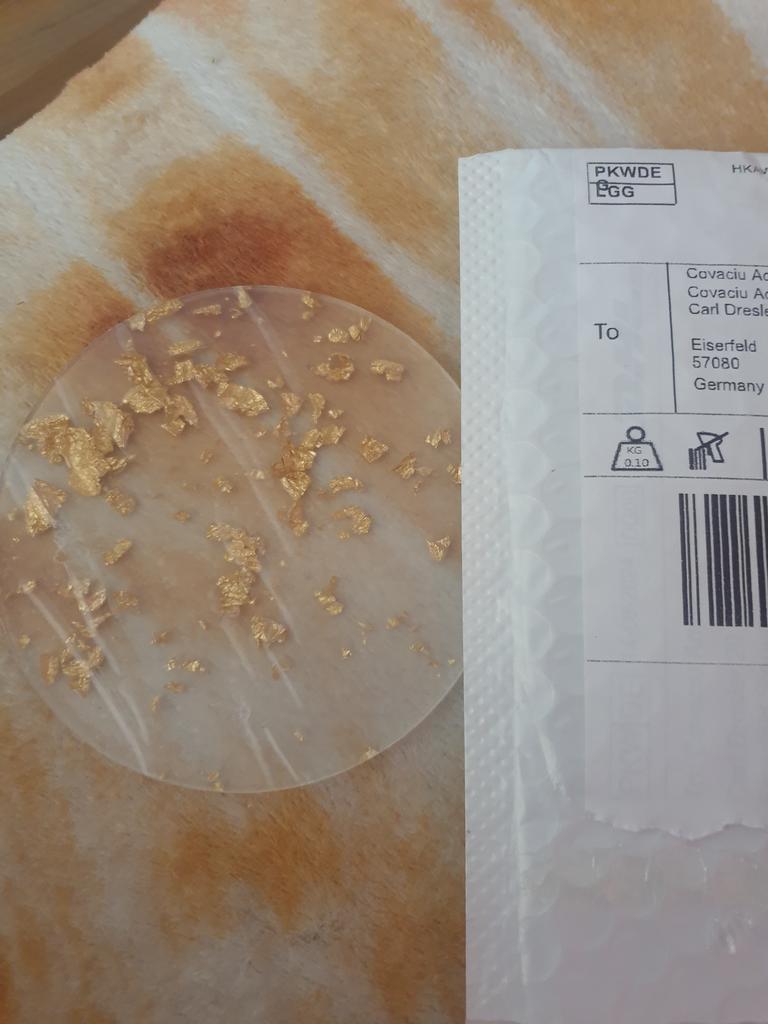 PKWDE
G
EGG
To
Covaciu
Covaciu
Carl
Eiserfeld
57080
Germany
KG
0.10